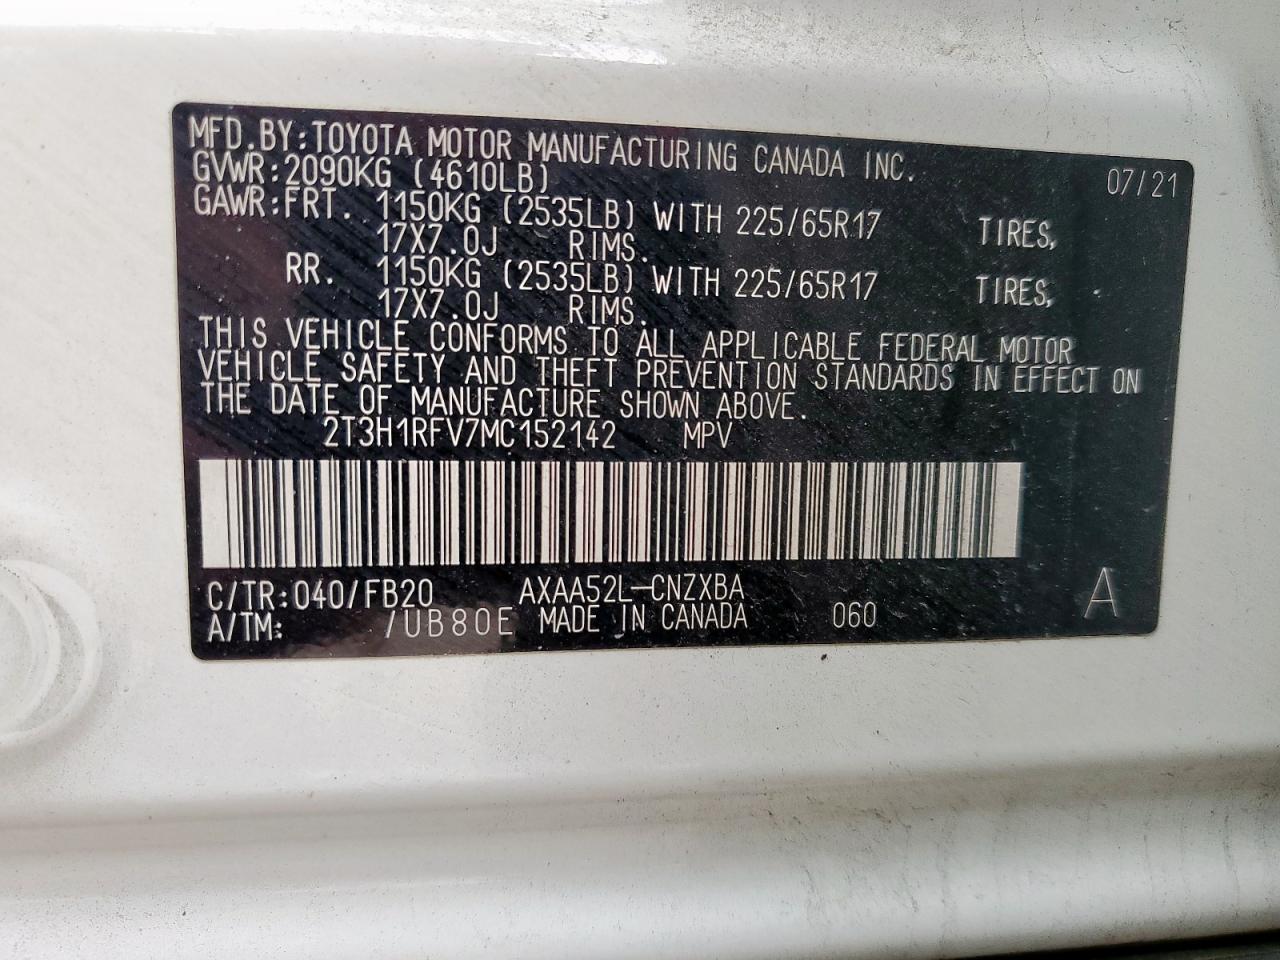 MFD.BY:TOYOTA MOTOR MANUFACTURING CANADA INC.
GVWR:2090KG (4610LB) 07/21
GAWR:FRT. 1150KG (2535LB) WITH 225/65R17 TIRES,
17X7.0J RIMS.
RR. 1150KG (2535LB) WITH 225/65R17 TIRES,
17X7.0J RIMS.
THIS VEHICLE CONFORMS TO ALL APPLICABLE FEDERAL MOTOR
VEHICLE SAFETY AND THEFT PREVENTION STANDARDS IN EFFECT ON
THE DATE OF MANUFACTURE SHOWN ABOVE.
2T3H1RFV7MC152142 MPV
C/TR:040/FB20 AXAA52L-CNZXBA
A/TM: /UB80E MADE IN CANADA 060 A